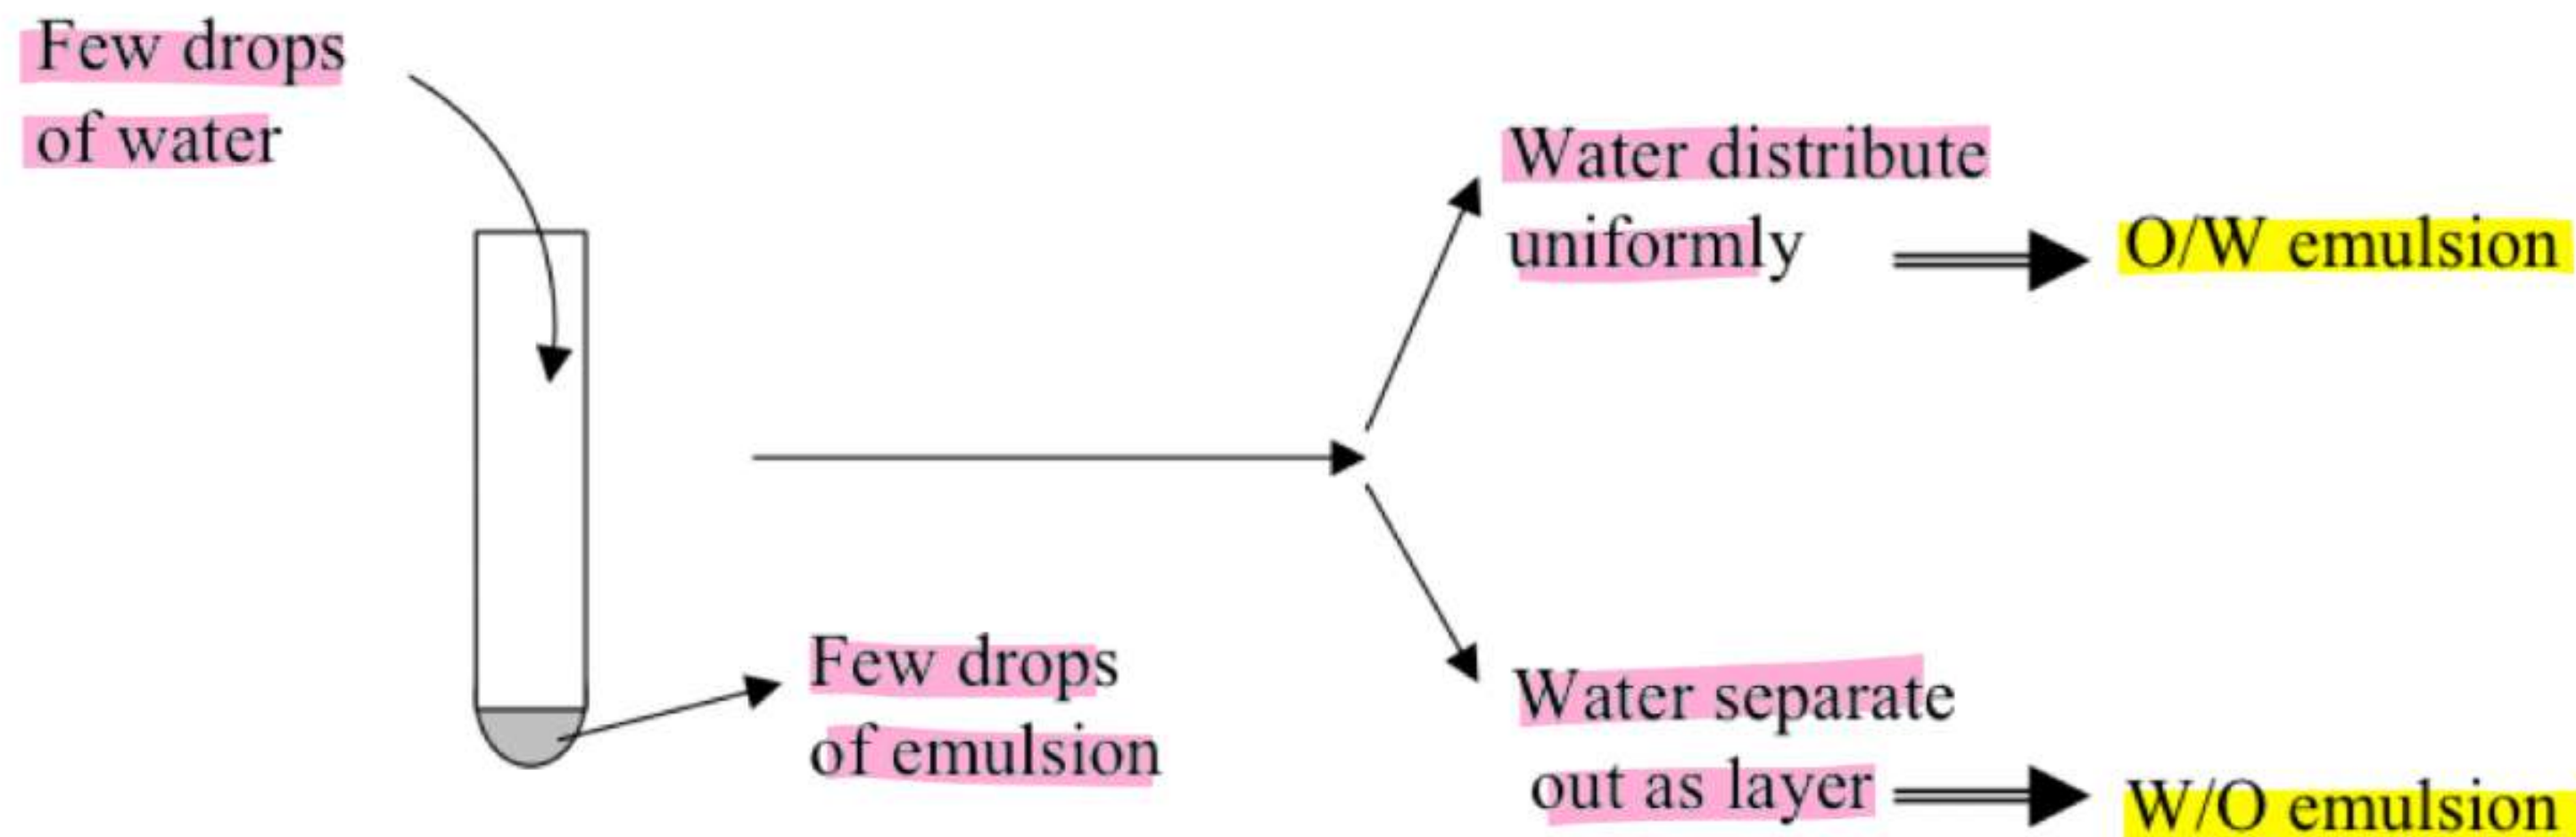 Few drops
of water
Water distribute
uniformly
O/W emulsion
Few drops
of emulsion
Water separate
out as layer
W/O emulsion